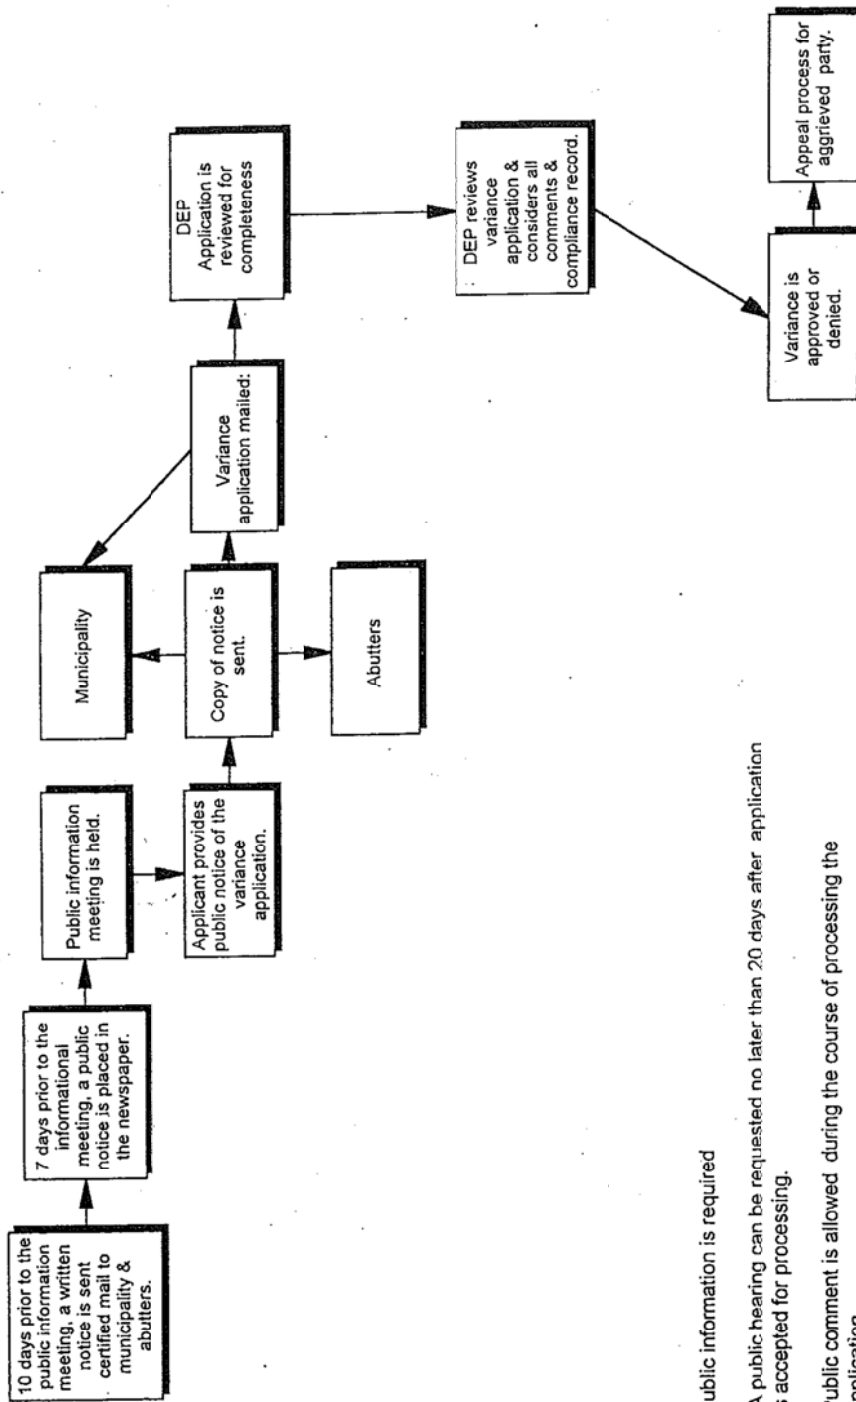 10 days prior to the
public information
meeting, a written
notice is sent
certified mail to
municipality &
abutters.
7 days prior to the
informational
meeting, a public
notice is placed in
the newspaper.
Public information
meeting is held.
Applicant provides
public notice of the
variance
application.
Municipality
Copy of notice is
sent.
Abutters
Variance
application mailed:
DEP
Application is
reviewed for
completeness
DEP reviews
variance
application &
considers all
comments &
compliance record.
Variance is
approved or
denied.
Appeal process for
aggrieved party.
ublic information is required
A public hearing can be requested no later than 20 days after application
s accepted for processing.
Public comment is allowed during the course of processing the